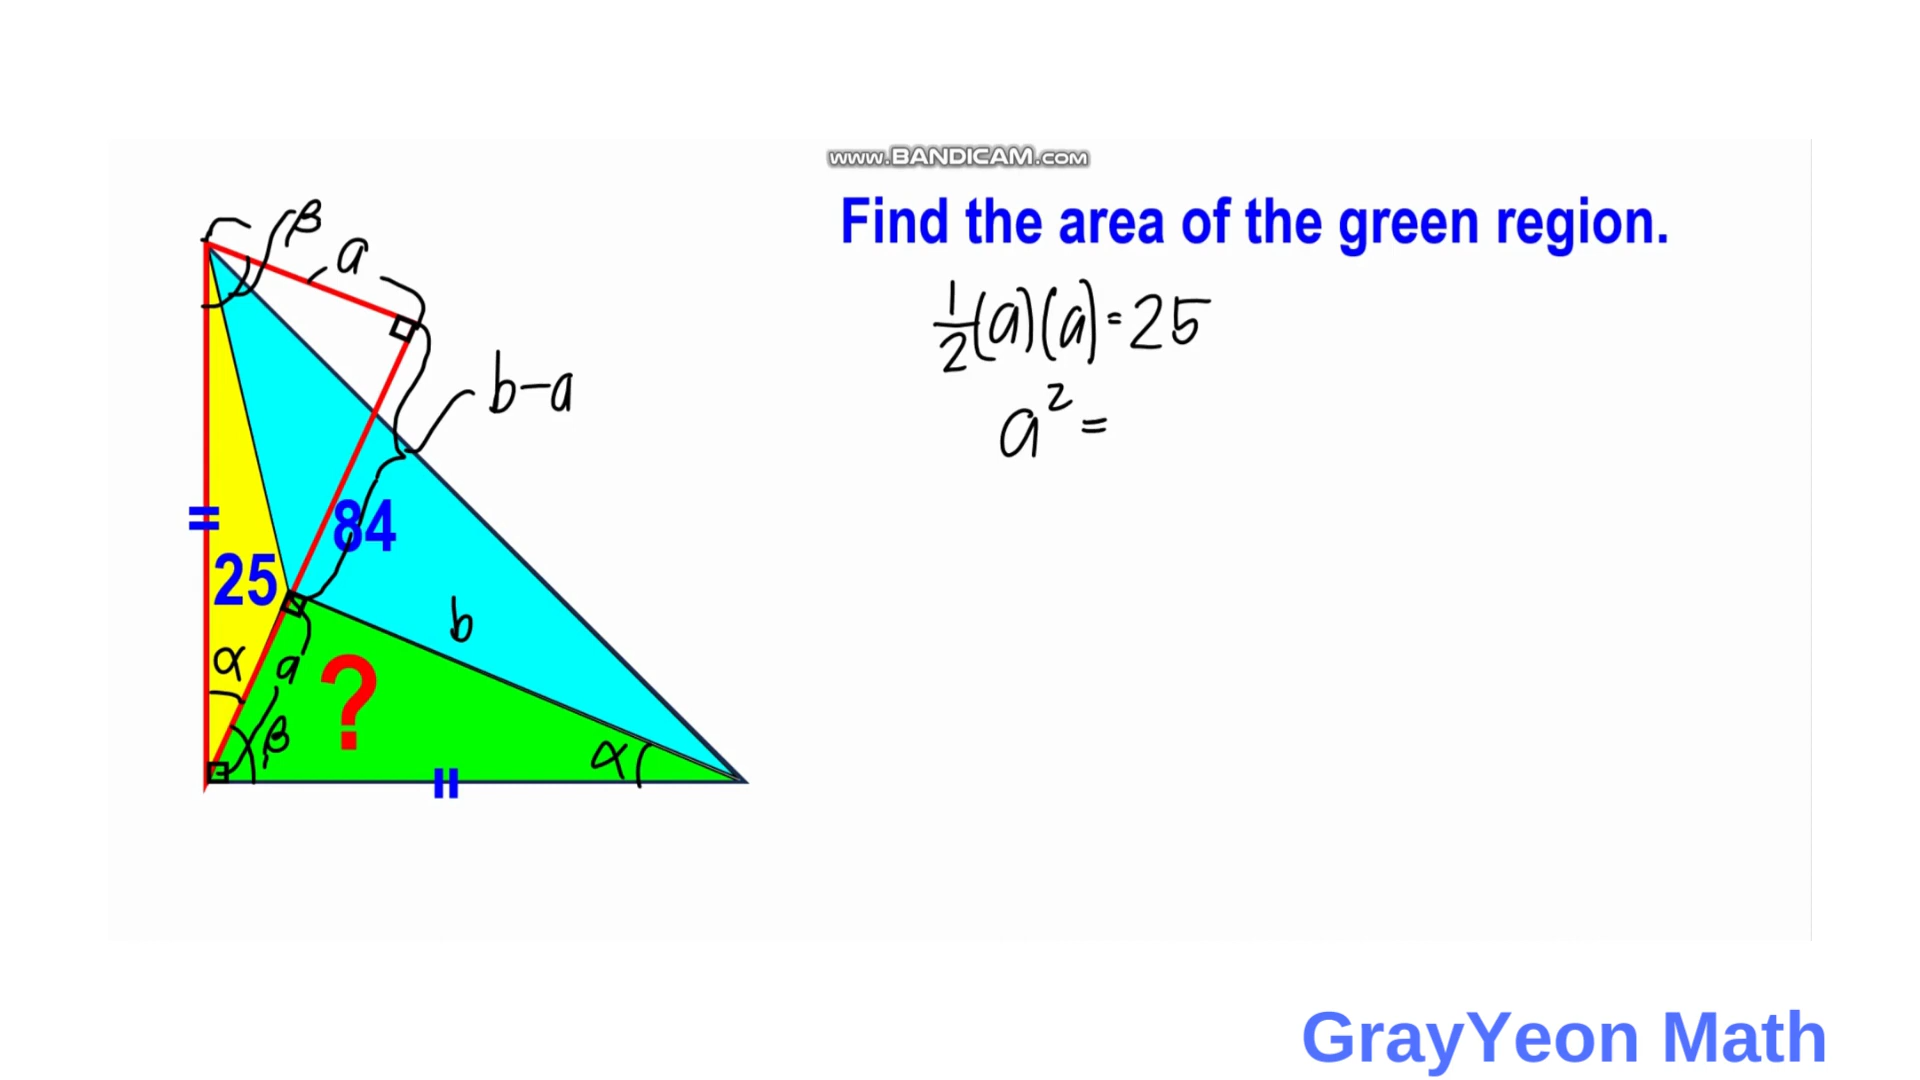 www.BANDICAM.com
Find the area of the green region.
β
a
1/2(a)(a)=25
b-a
a²=
=
84
25
b
α
a
?
β
α
II
GrayYeon Math